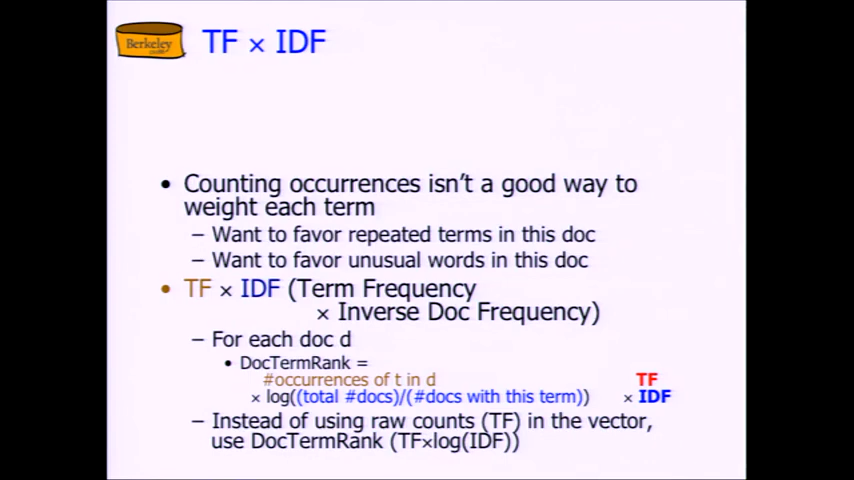 Berkeley
TF × IDF
• Counting occurrences isn't a good way to
weight each term
– Want to favor repeated terms in this doc
– Want to favor unusual words in this doc
• TF × IDF (Term Frequency
× Inverse Doc Frequency)
– For each doc d
• DocTermRank =
#occurrences of t in d TF
× log((total #docs)/(#docs with this term)) × IDF
– Instead of using raw counts (TF) in the vector,
use DocTermRank (TF×log(IDF))